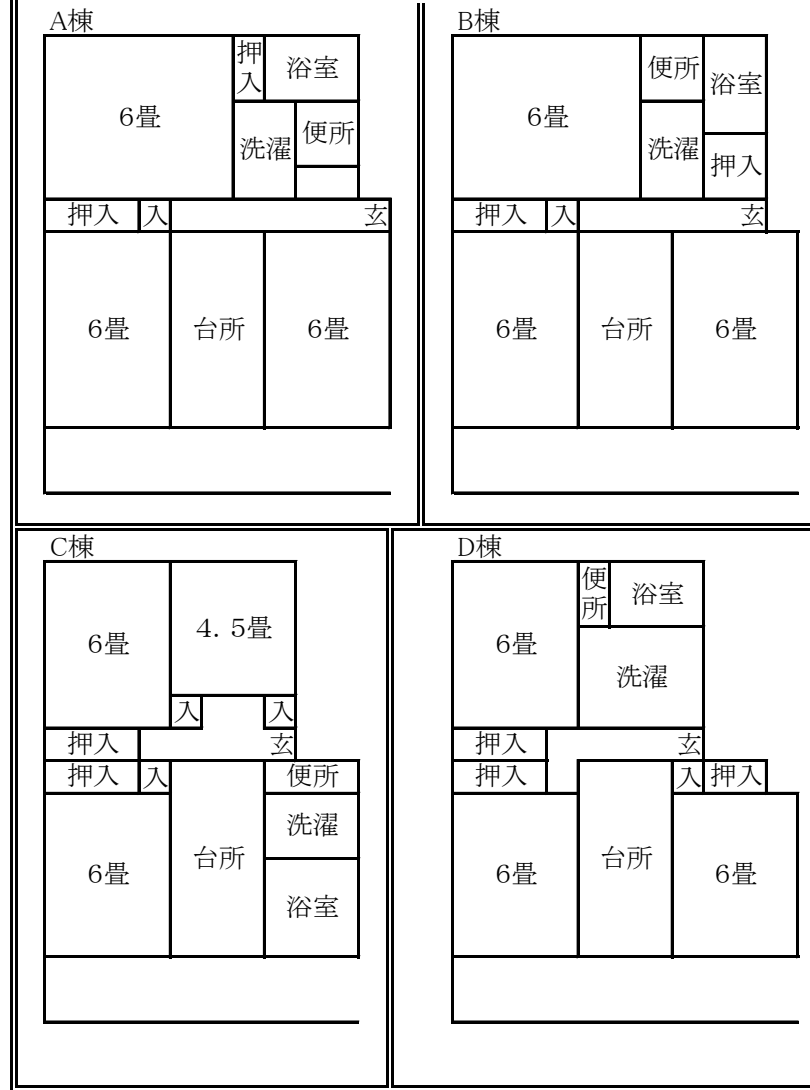 A棟
押入
浴室
6畳
洗濯
便所
押入
入
玄
6畳
台所
6畳
B棟
便所
浴室
6畳
洗濯
押入
押入
入
玄
6畳
台所
6畳
C棟
6畳
4．5畳
入
入
押入
玄
押入
入
便所
洗濯
6畳
台所
浴室
D棟
便所
浴室
6畳
洗濯
押入
玄
押入
入
押入
6畳
台所
6畳